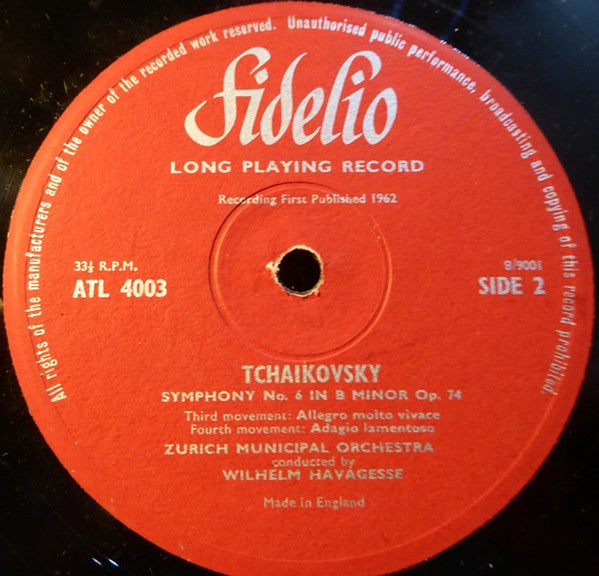 All rights of the manufacturers and of the owner of the recorded work reserved. Unauthorised public performance, broadcasting and copying of this record prohibited.
Fidelio
LONG PLAYING RECORD
Recording First Published 1962
33⅓ R.P.M.
ATL 4003
8/9001
SIDE 2
TCHAIKOVSKY
SYMPHONY No. 6 IN B MINOR Op. 74
Third movement: Allegro molto vivace
Fourth movement: Adagio lamentoso
ZURICH MUNICIPAL ORCHESTRA
conducted by
WILHELM HAVAGESSE
Made in England